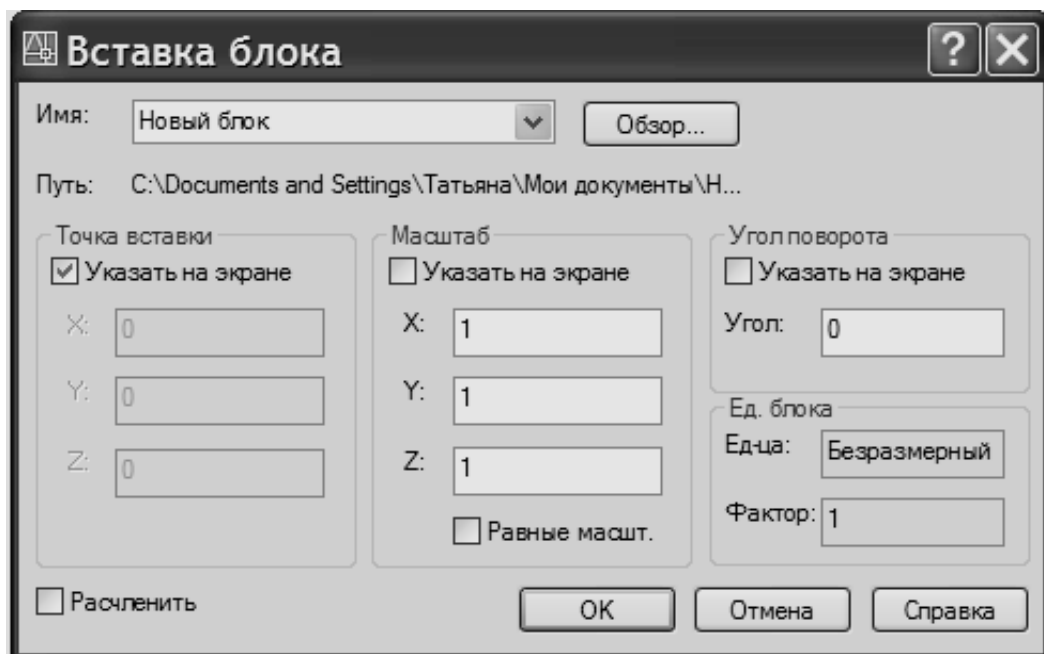 Вставка блока
Имя: Новый блок Обзор...
Путь: C:\Documents and Settings\Татьяна\Мои документы\Н...
Точка вставки
Указать на экране
X: 0
Y: 0
Z: 0
Масштаб
Указать на экране
X: 1
Y: 1
Z: 1
Равные масшт.
Угол поворота
Указать на экране
Угол: 0
Ед. блока
Ед-ца: Безразмерный
Фактор: 1
Расчленить
OK Отмена Справка